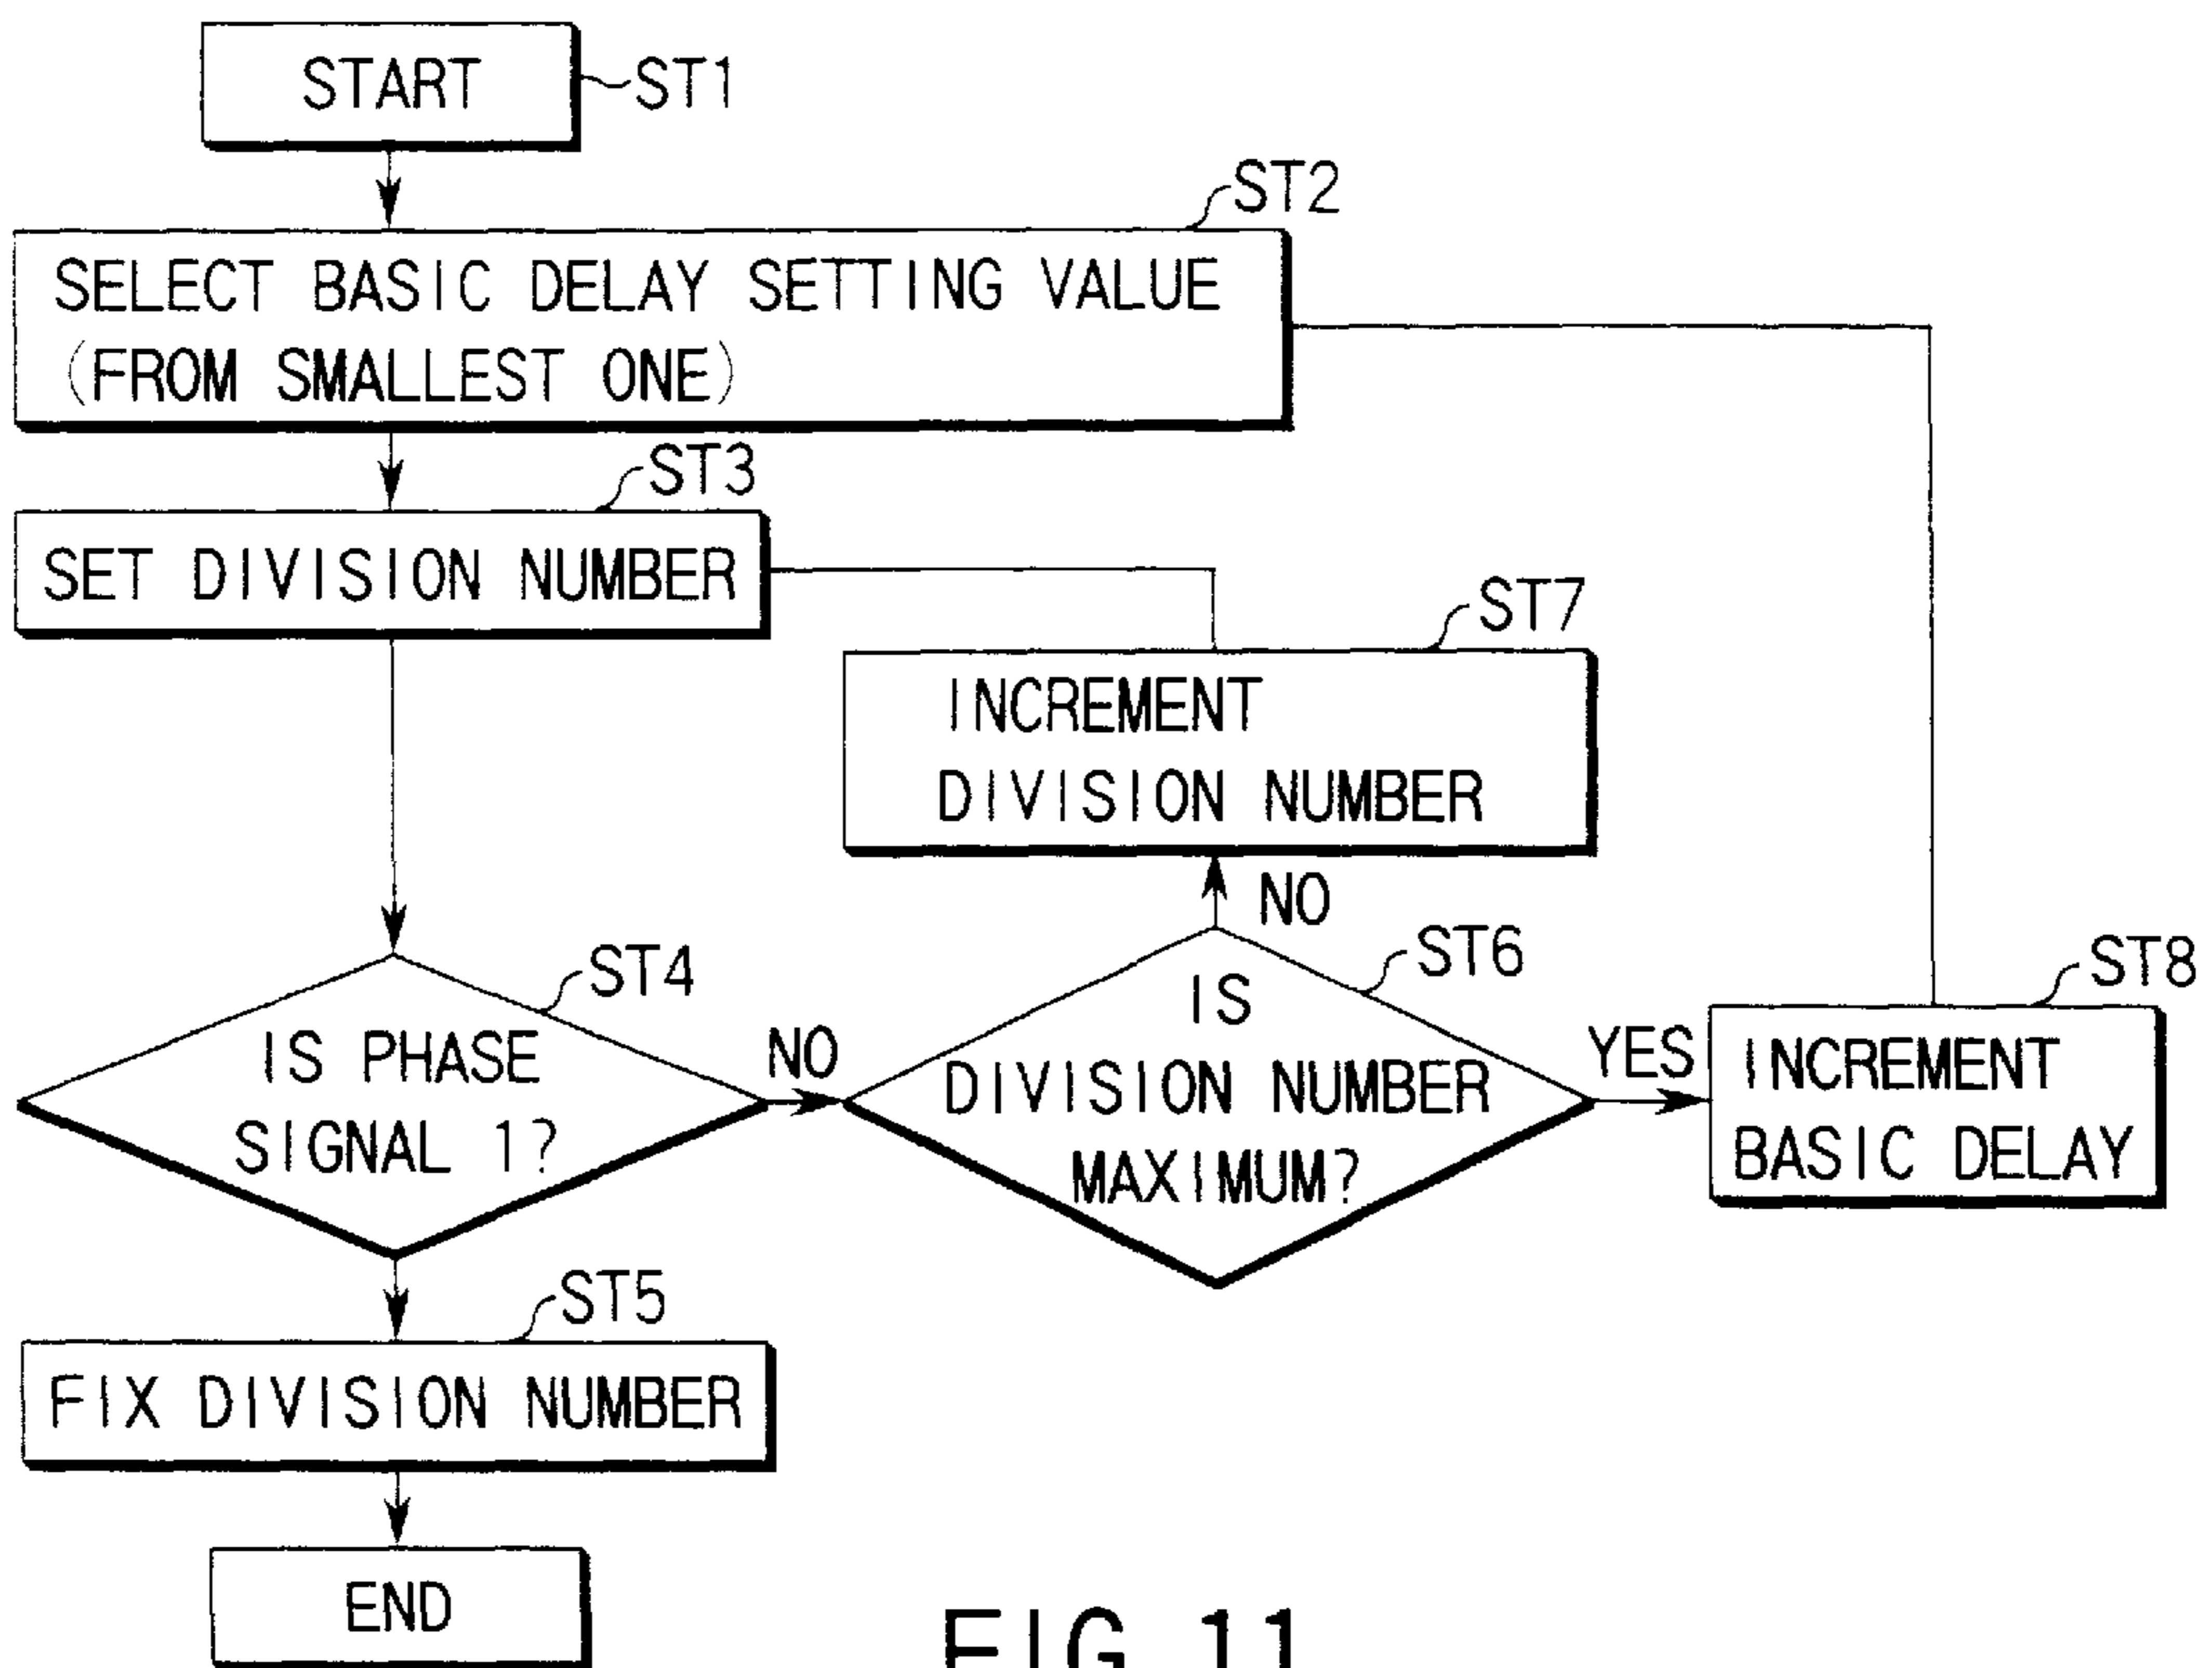 START
ST1
ST2
SELECT BASIC DELAY SETTING VALUE
(FROM SMALLEST ONE)
ST3
SET DIVISION NUMBER
ST7
INCREMENT
DIVISION NUMBER
NO
ST4
IS PHASE
SIGNAL 1?
NO
ST6
IS
DIVISION NUMBER
MAXIMUM?
YES
ST8
INCREMENT
BASIC DELAY
ST5
FIX DIVISION NUMBER
END
FIG. 11